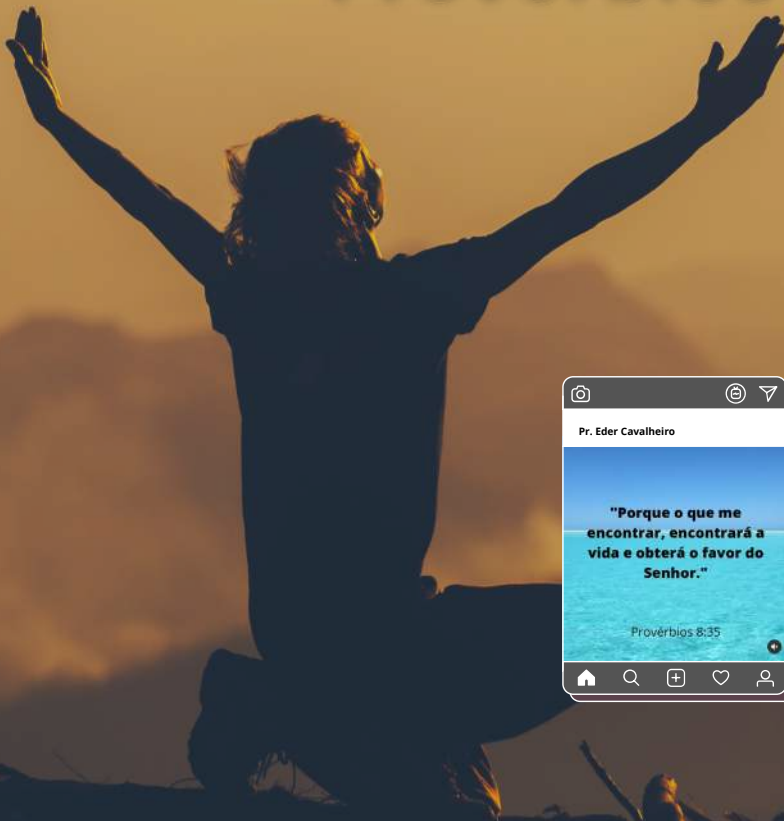 Pr. Eder Cavalheiro
"Porque o que me
encontrar, encontrará a
vida e obterá o favor do
Senhor."
Provérbios 8:35